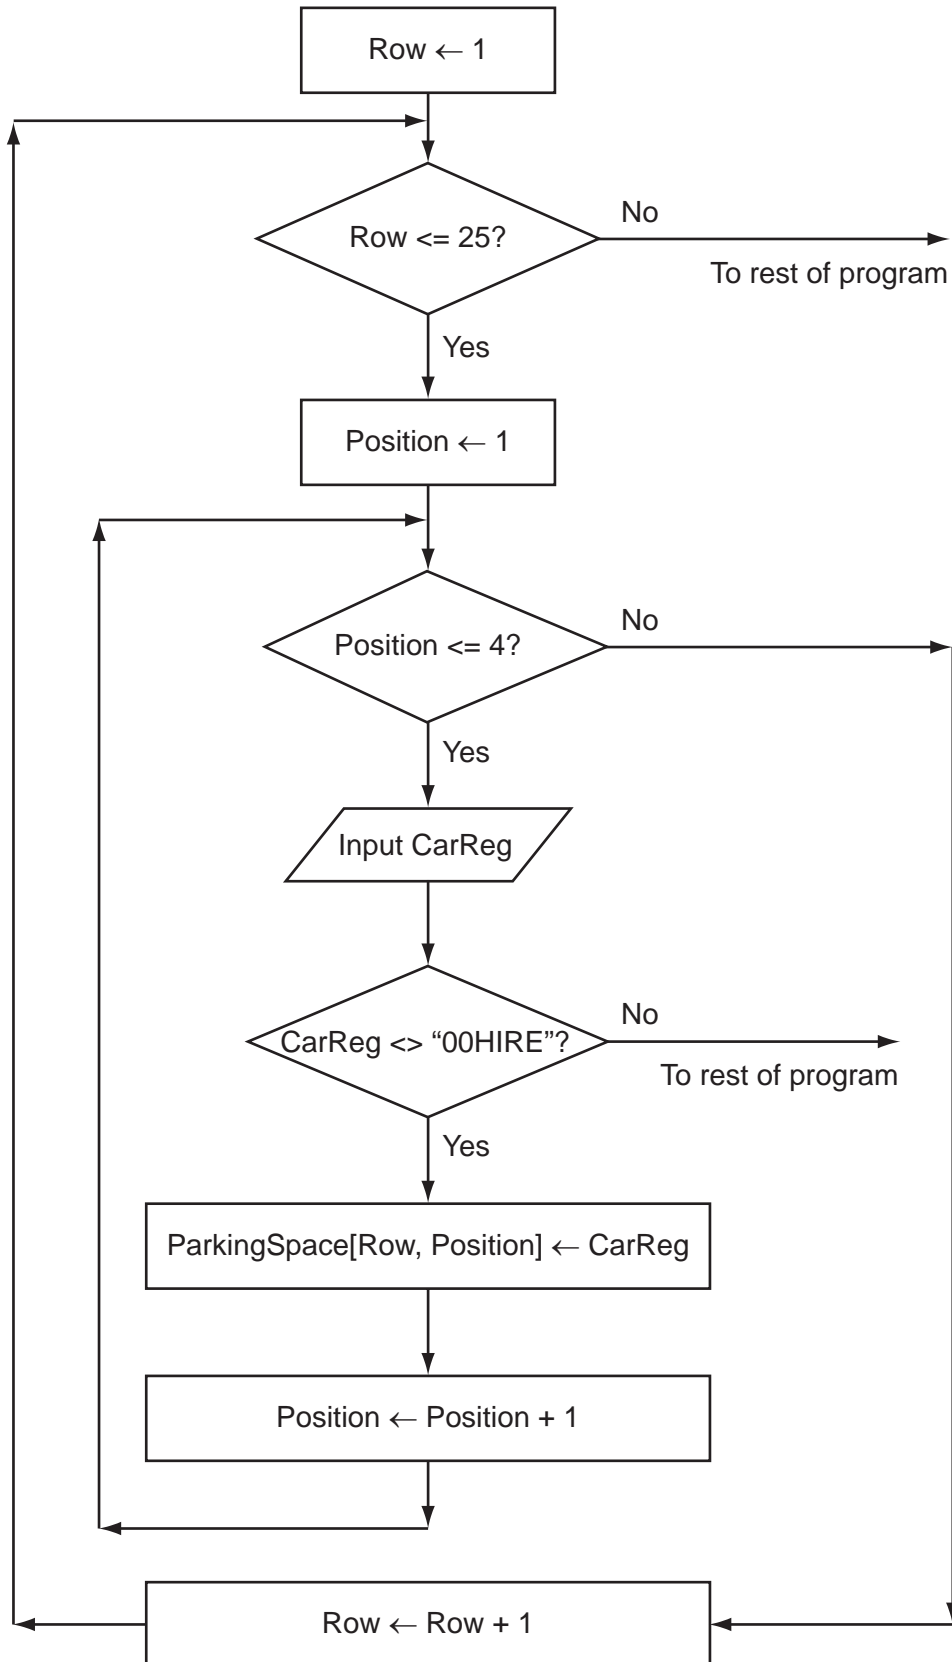 Row ← 1
Row <= 25?
No
To rest of program
Yes
Position ← 1
Position <= 4?
No
Yes
Input CarReg
CarReg <> “00HIRE”?
No
To rest of program
Yes
ParkingSpace[Row, Position] ← CarReg
Position ← Position + 1
Row ← Row + 1